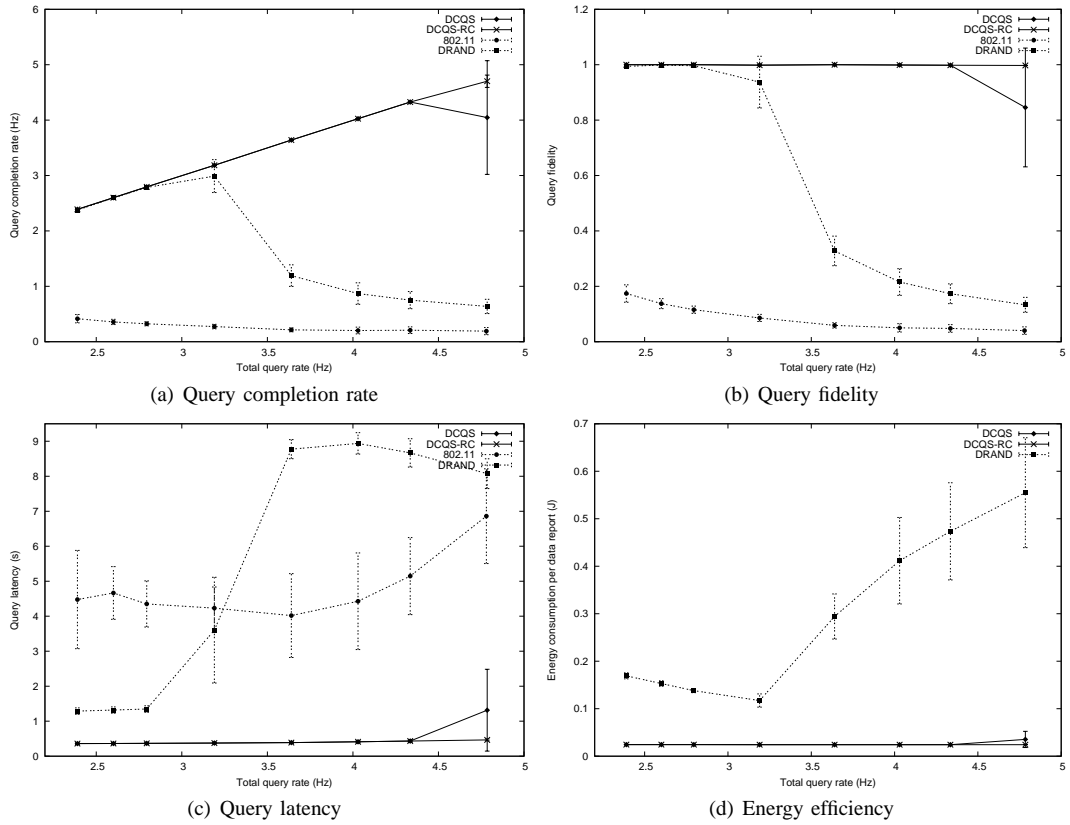 DCQS
DCQS-RC
802.11
DRAND
Query completion rate (Hz)
6
5
4
3
2
1
0
2.5 3 3.5 4 4.5 5
Total query rate (Hz)
(a) Query completion rate
DCQS
DCQS-RC
802.11
DRAND
Query fidelity
1.2
1
0.8
0.6
0.4
0.2
0
2.5 3 3.5 4 4.5 5
Total query rate (Hz)
(b) Query fidelity
DCQS
DCQS-RC
802.11
DRAND
Query latency (s)
9
8
7
6
5
4
3
2
1
0
2.5 3 3.5 4 4.5 5
Total query rate (Hz)
(c) Query latency
DCQS
DCQS-RC
DRAND
Energy consumption per data report (J)
0.7
0.6
0.5
0.4
0.3
0.2
0.1
0
2.5 3 3.5 4 4.5 5
Total query rate (Hz)
(d) Energy efficiency